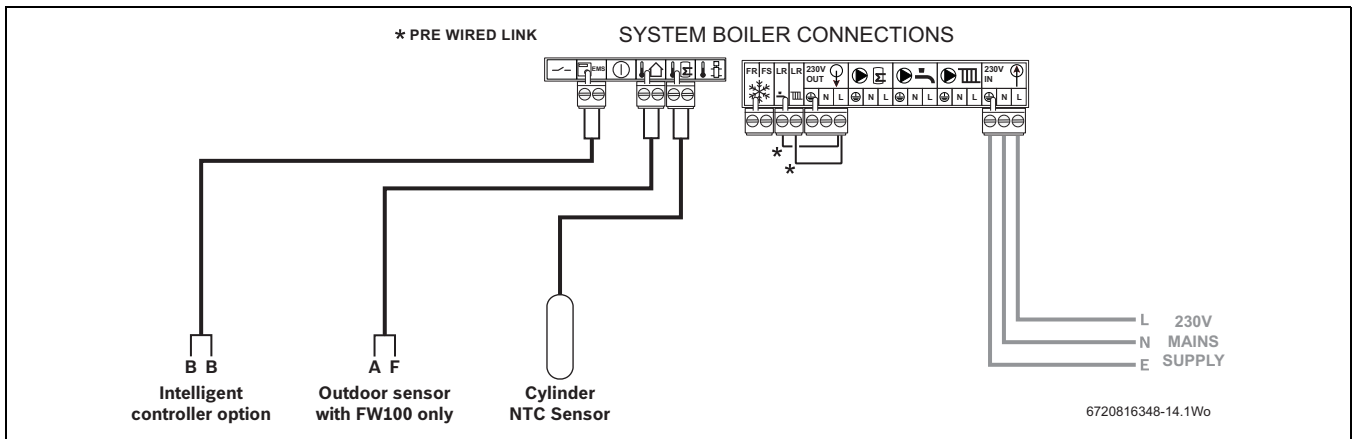 * PRE WIRED LINK
SYSTEM BOILER CONNECTIONS
EMS
FR FS LR LR 230V OUT 230V IN
N L N L N L N L N L
* 
*
B B
Intelligent
controller option
A F
Outdoor sensor
with FW100 only
Cylinder
NTC Sensor
L 230V
N MAINS
E SUPPLY
6720816348-14.1Wo